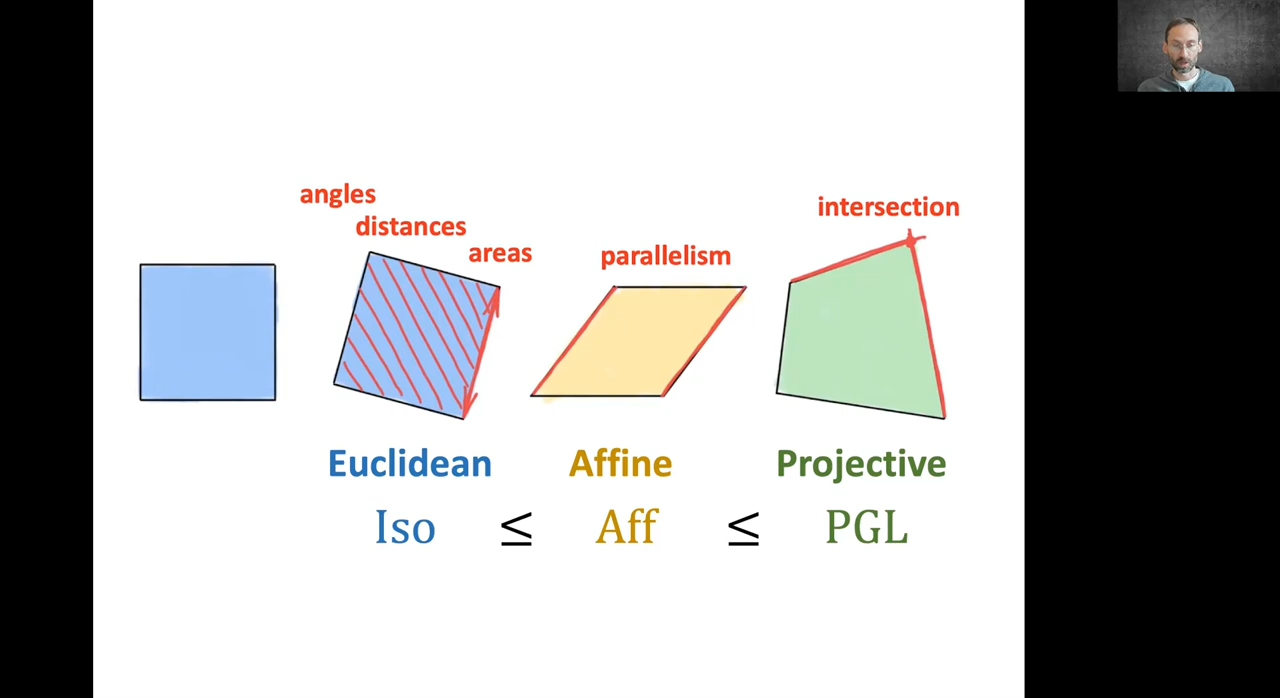 angles
distances
areas
parallelism
intersection
Euclidean Affine Projective
Iso ≤ Aff ≤ PGL